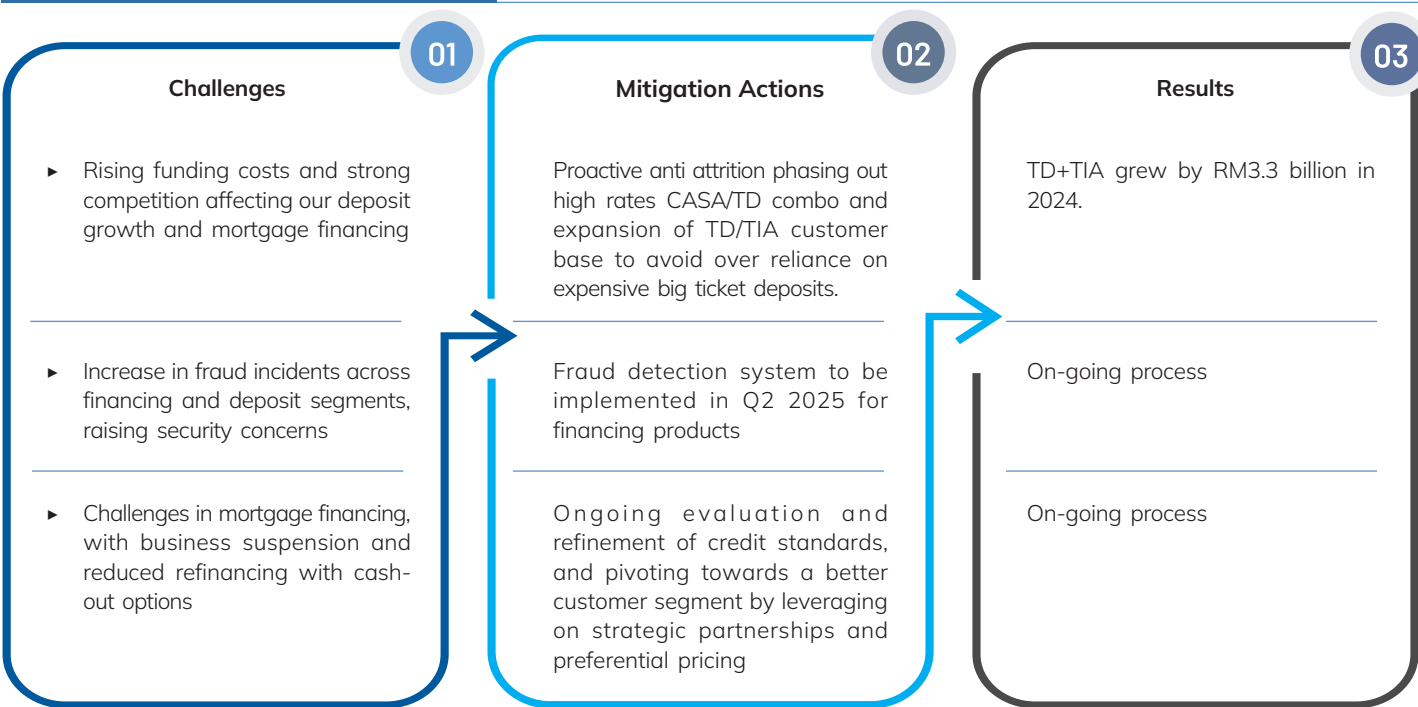 01
Challenges
► Rising funding costs and strong
competition affecting our deposit
growth and mortgage financing
► Increase in fraud incidents across
financing and deposit segments,
raising security concerns
► Challenges in mortgage financing,
with business suspension and
reduced refinancing with cash-
out options
02
Mitigation Actions
Proactive anti attrition phasing out
high rates CASA/TD combo and
expansion of TD/TIA customer
base to avoid over reliance on
expensive big ticket deposits.
Fraud detection system to be
implemented in Q2 2025 for
financing products
Ongoing evaluation and
refinement of credit standards,
and pivoting towards a better
customer segment by leveraging
on strategic partnerships and
preferential pricing
03
Results
TD+TIA grew by RM3.3 billion in
2024.
On-going process
On-going process